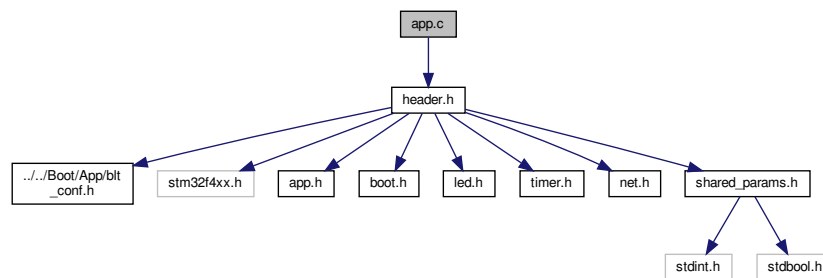 app.c
header.h
../../Boot/App/blt
_conf.h
stm32f4xx.h
app.h
boot.h
led.h
timer.h
net.h
shared_params.h
stdint.h
stdbool.h